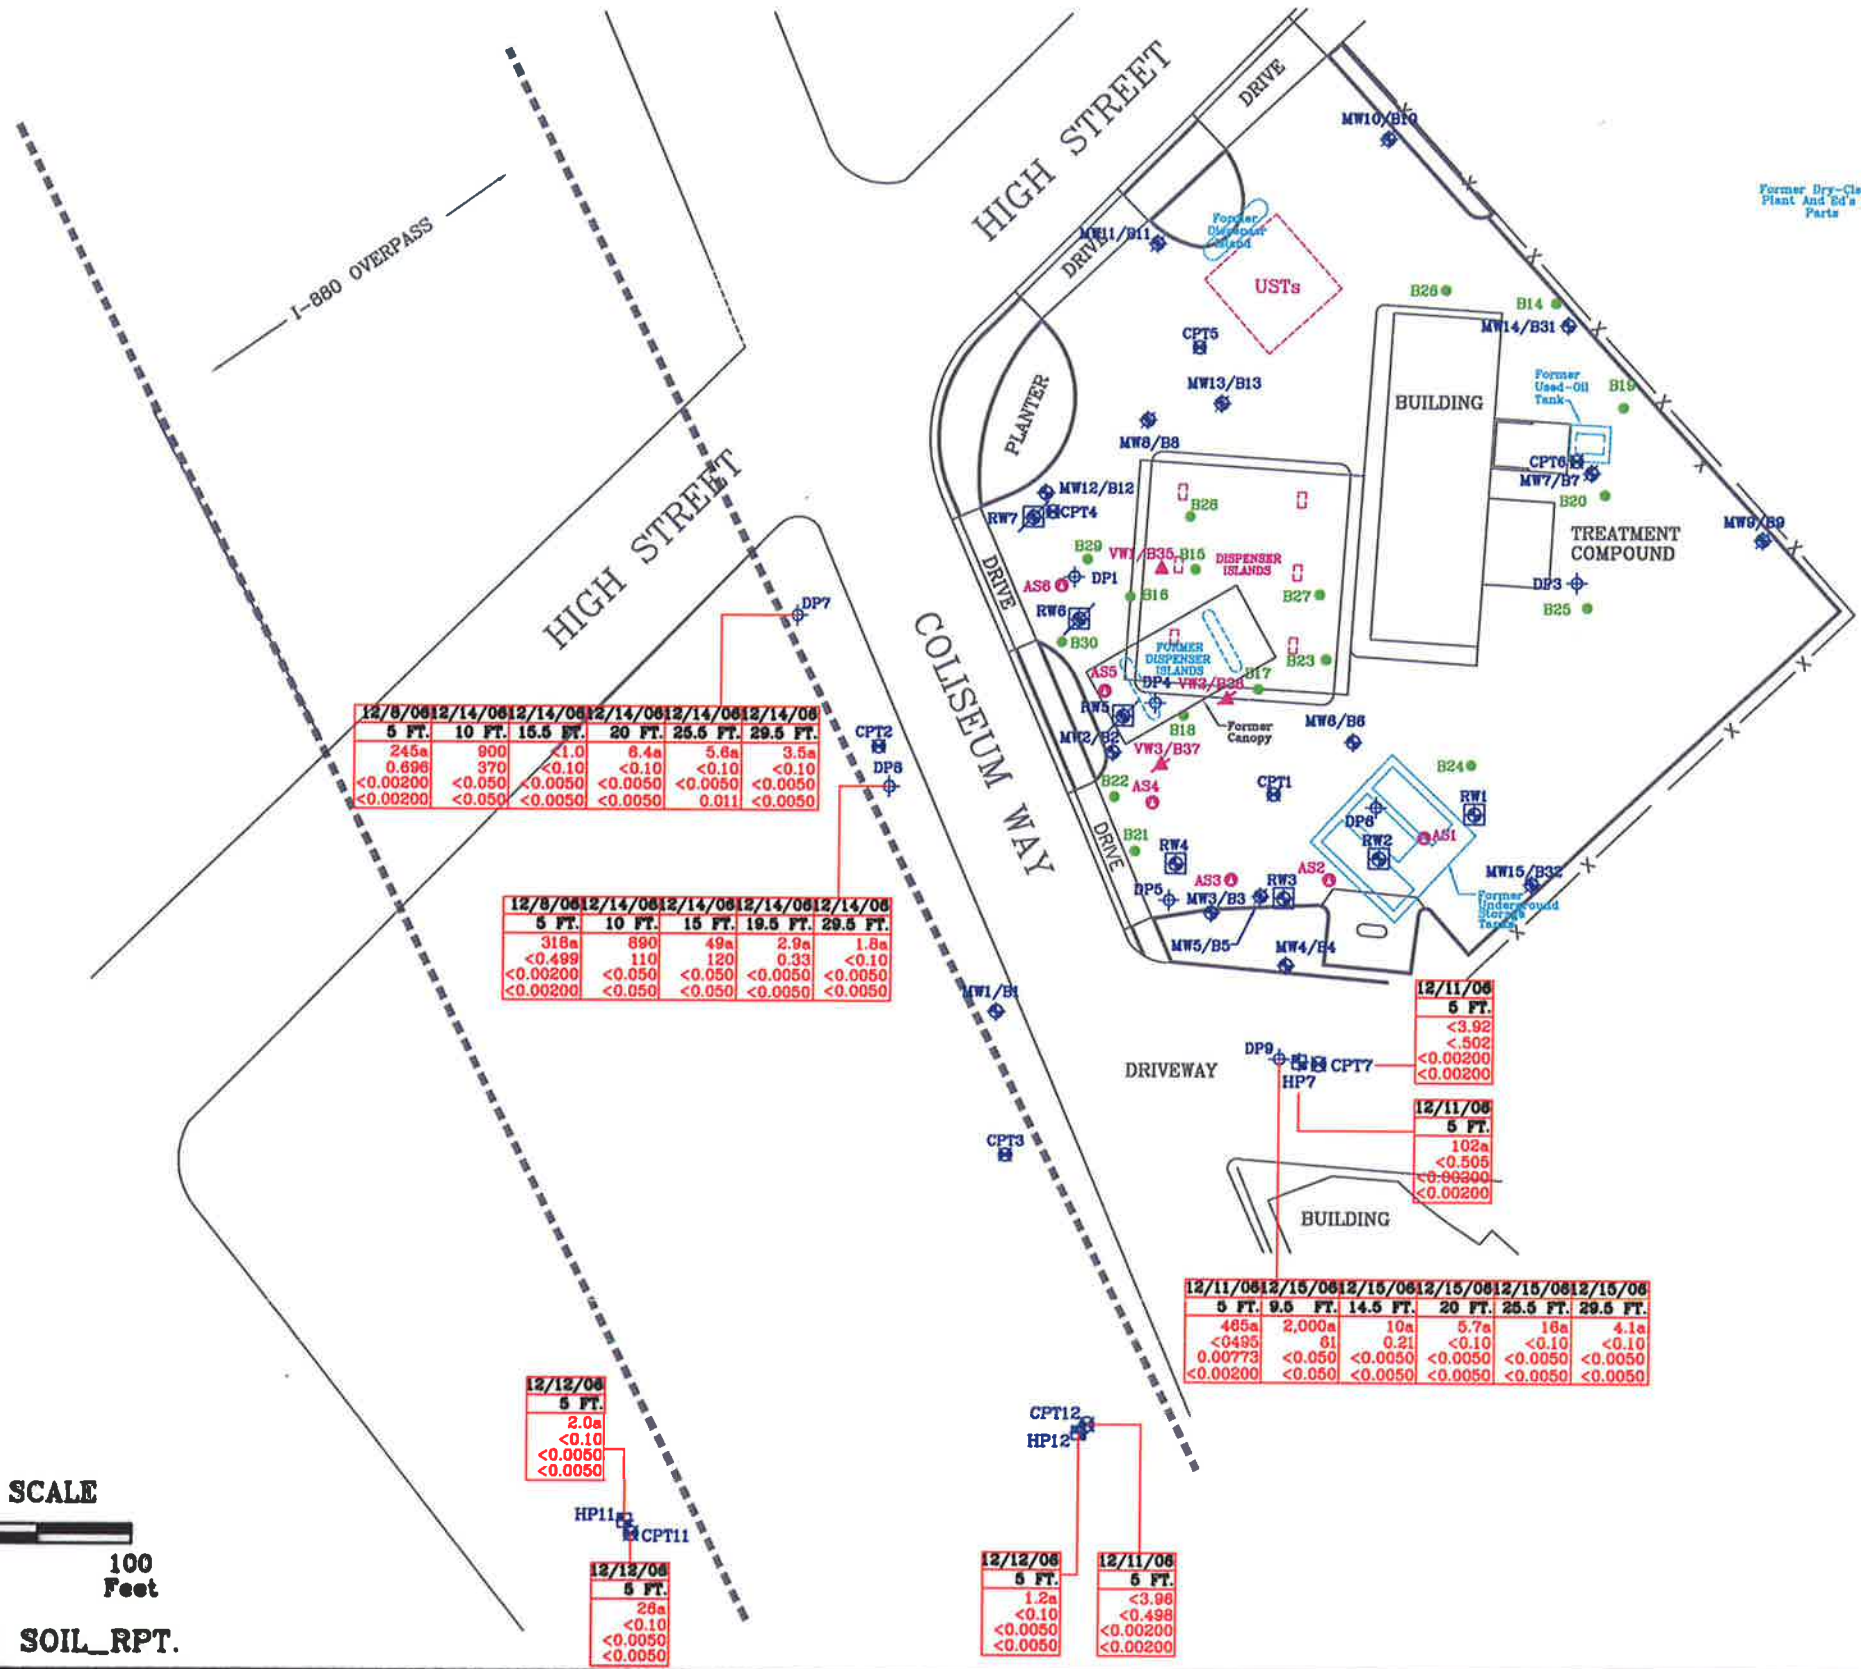 HIGH STREET
DRIVE
MW10/B10
Former Dry-Cle
Plant And Ed's
Parts
I-880 OVERPASS
MW11/B11
DRIVE
Former
Dispenser
Island
USTs
B26
B14
MW14/B31
CPT5
MW13/B13
PLANTER
MW8/B8
BUILDING
Former
Used-Oil
Tank
B19
CPT6
MW7/B7
B20
MW9/B9
TREATMENT
COMPOUND
HIGH STREET
MW12/B12
RW7
CPT4
B28
B29
VW1/B35
B15
DISPENSER
ISLANDS
DRIVE
AS6
DP1
B16
B27
DP3
B25
DP7
RW6
B30
FORMER
DISPENSER
ISLANDS
B23
COLISEUM WAY
AS5
DP4
VW2/B36
B17
RW5
B18
Former
Canopy
MW6/B6
MW2/B2
VW3/B37
12/8/06 12/14/06 12/14/06 12/14/06 12/14/06 12/14/06
5 FT. 10 FT. 15.5 FT. 20 FT. 25.5 FT. 29.5 FT.
245a 900 <1.0 8.4a 5.6a 3.5a
0.696 370 <0.10 <0.10 <0.10 <0.10
<0.00200 <0.050 <0.0050 <0.0050 <0.0050 <0.0050
<0.00200 <0.050 <0.0050 <0.0050 0.011 <0.0050
CPT2
DP8
B22
AS4
CPT1
B24
DP6
RW1
AS1
RW2
B21
DRIVE
RW4
AS3
RW3
AS2
DP5
MW3/B3
MW15/B32
Former
Underground
Storage
Tanks
MW5/B5
MW4/B4
12/8/06 12/14/06 12/14/06 12/14/06 12/14/06
5 FT. 10 FT. 15 FT. 19.5 FT. 29.5 FT.
318a 890 49a 2.9a 1.8a
<0.499 110 120 0.33 <0.10
<0.00200 <0.050 <0.050 <0.0050 <0.0050
<0.00200 <0.050 <0.050 <0.0050 <0.0050
MW1/B1
12/11/06
5 FT.
<3.92
<.502
<0.00200
<0.00200
DRIVEWAY
DP9
CPT7
HP7
12/11/06
5 FT.
102a
<0.505
<0.00200
<0.00200
CPT3
BUILDING
12/11/06 12/15/06 12/15/06 12/15/06 12/15/06 12/15/06
5 FT. 9.5 FT. 14.5 FT. 20 FT. 25.5 FT. 29.5 FT.
465a 2,000a 10a 5.7a 16a 4.1a
<0495 61 0.21 <0.10 <0.10 <0.10
0.00773 <0.050 <0.0050 <0.0050 <0.0050 <0.0050
<0.00200 <0.050 <0.0050 <0.0050 <0.0050 <0.0050
12/12/06
5 FT.
2.0a
<0.10
<0.0050
<0.0050
CPT12
HP12
HP11
CPT11
12/12/06
5 FT.
26a
<0.10
<0.0050
<0.0050
12/12/06
5 FT.
1.2a
<0.10
<0.0050
<0.0050
12/11/06
5 FT.
<3.96
<0.498
<0.00200
<0.00200
SCALE
100
Feet
SOIL_RPT.